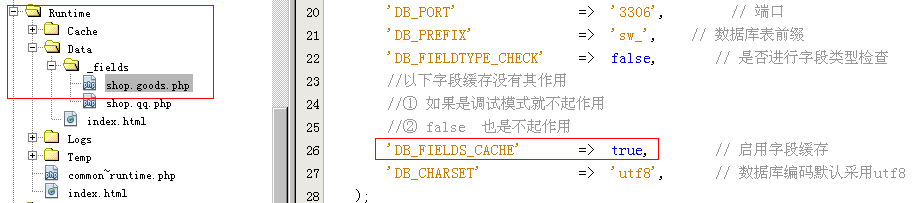 Runtime
Cache
Data
_fields
shop.goods.php
shop.qq.php
index.html
Logs
Temp
common~runtime.php
index.html
20 'DB_PORT' => '3306', // 端口
21 'DB_PREFIX' => 'sw_', // 数据库表前缀
22 'DB_FIELDTYPE_CHECK' => false, // 是否进行字段类型检查
23 //以下字段缓存没有其作用
24 //① 如果是调试模式就不起作用
25 //② false 也是不起作用
26 'DB_FIELDS_CACHE' => true, // 启用字段缓存
27 'DB_CHARSET' => 'utf8', // 数据库编码默认采用utf8
28 );